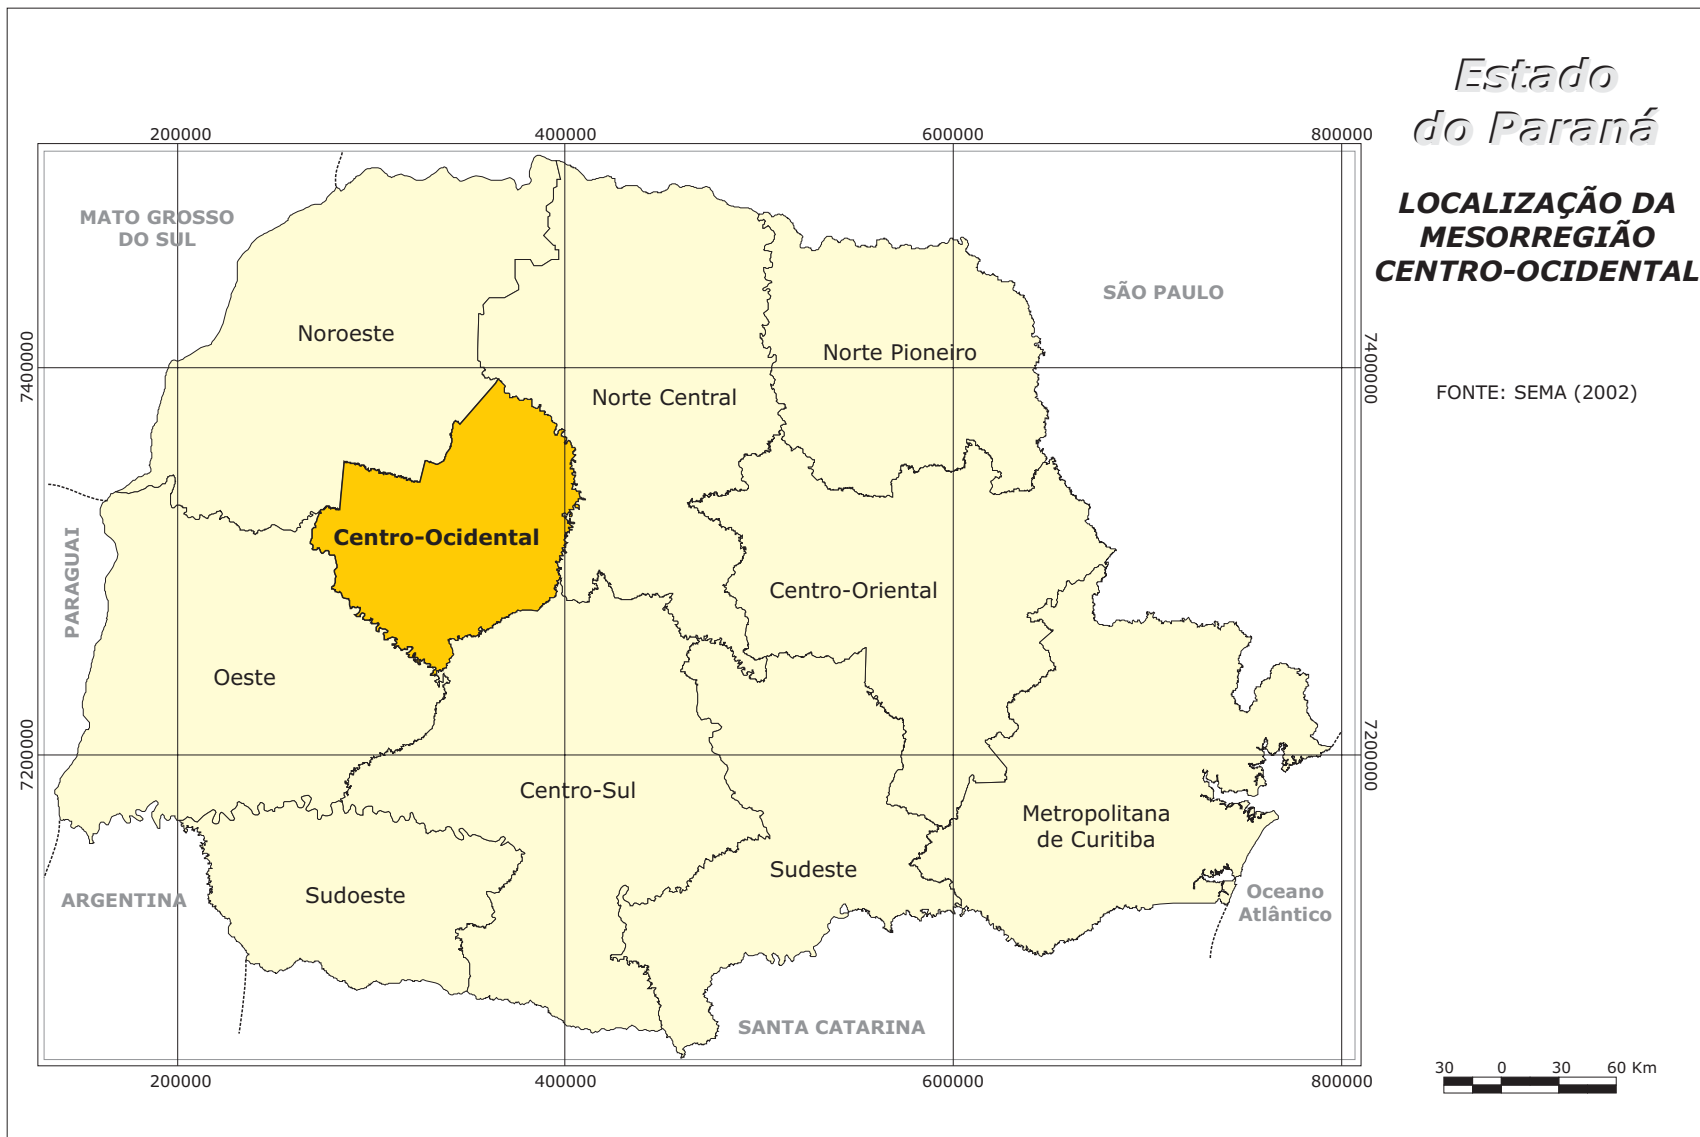 Estado
do Paraná
LOCALIZAÇÃO DA
MESORREGIÃO
CENTRO-OCIDENTAL
FONTE: SEMA (2002)
200000
400000
600000
800000
MATO GROSSO
DO SUL
SÃO PAULO
Noroeste
Norte Pioneiro
7400000
7400000
Norte Central
Centro-Ocidental
PARAGUAI
Centro-Oriental
Oeste
7200000
7200000
Centro-Sul
Metropolitana
de Curitiba
Sudeste
Sudoeste
ARGENTINA
Oceano
Atlântico
SANTA CATARINA
200000
400000
600000
800000
30 0 30 60 Km